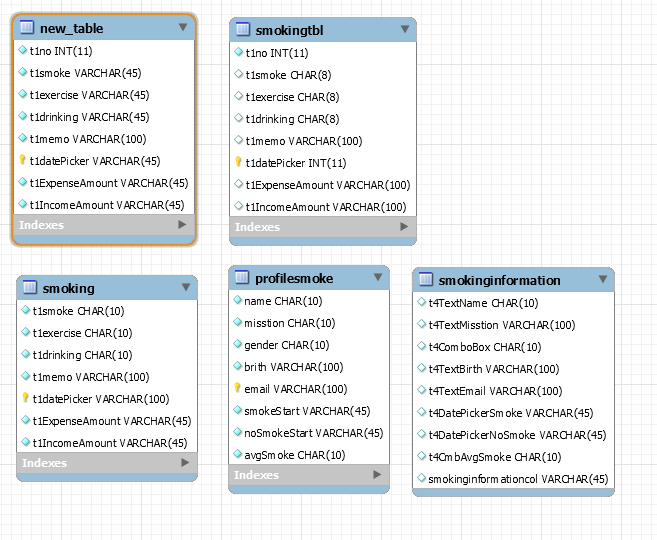 new_table
t1no INT(11)
t1smoke VARCHAR(45)
t1exercise VARCHAR(45)
t1drinking VARCHAR(45)
t1memo VARCHAR(100)
t1datePicker VARCHAR(45)
t1ExpenseAmount VARCHAR(45)
t1IncomeAmount VARCHAR(45)
Indexes
smokingtbl
t1no INT(11)
t1smoke CHAR(8)
t1exercise CHAR(8)
t1drinking CHAR(8)
t1memo VARCHAR(100)
t1datePicker INT(11)
t1ExpenseAmount VARCHAR(100)
t1IncomeAmount VARCHAR(100)
Indexes
smoking
t1smoke CHAR(10)
t1exercise CHAR(10)
t1drinking CHAR(10)
t1memo VARCHAR(100)
t1datePicker VARCHAR(100)
t1ExpenseAmount VARCHAR(45)
t1IncomeAmount VARCHAR(45)
Indexes
profilesmoke
name CHAR(10)
misstion CHAR(10)
gender CHAR(10)
brith VARCHAR(100)
email VARCHAR(100)
smokeStart VARCHAR(45)
noSmokeStart VARCHAR(45)
avgSmoke CHAR(10)
Indexes
smokinginformation
t4TextName CHAR(10)
t4TextMisstion VARCHAR(100)
t4ComboBox CHAR(10)
t4TextBirth VARCHAR(100)
t4TextEmail VARCHAR(100)
t4DatePickerSmoke VARCHAR(45)
t4DatePickerNoSmoke VARCHAR(45)
t4CmbAvgSmoke CHAR(10)
smokinginformationcol VARCHAR(45)